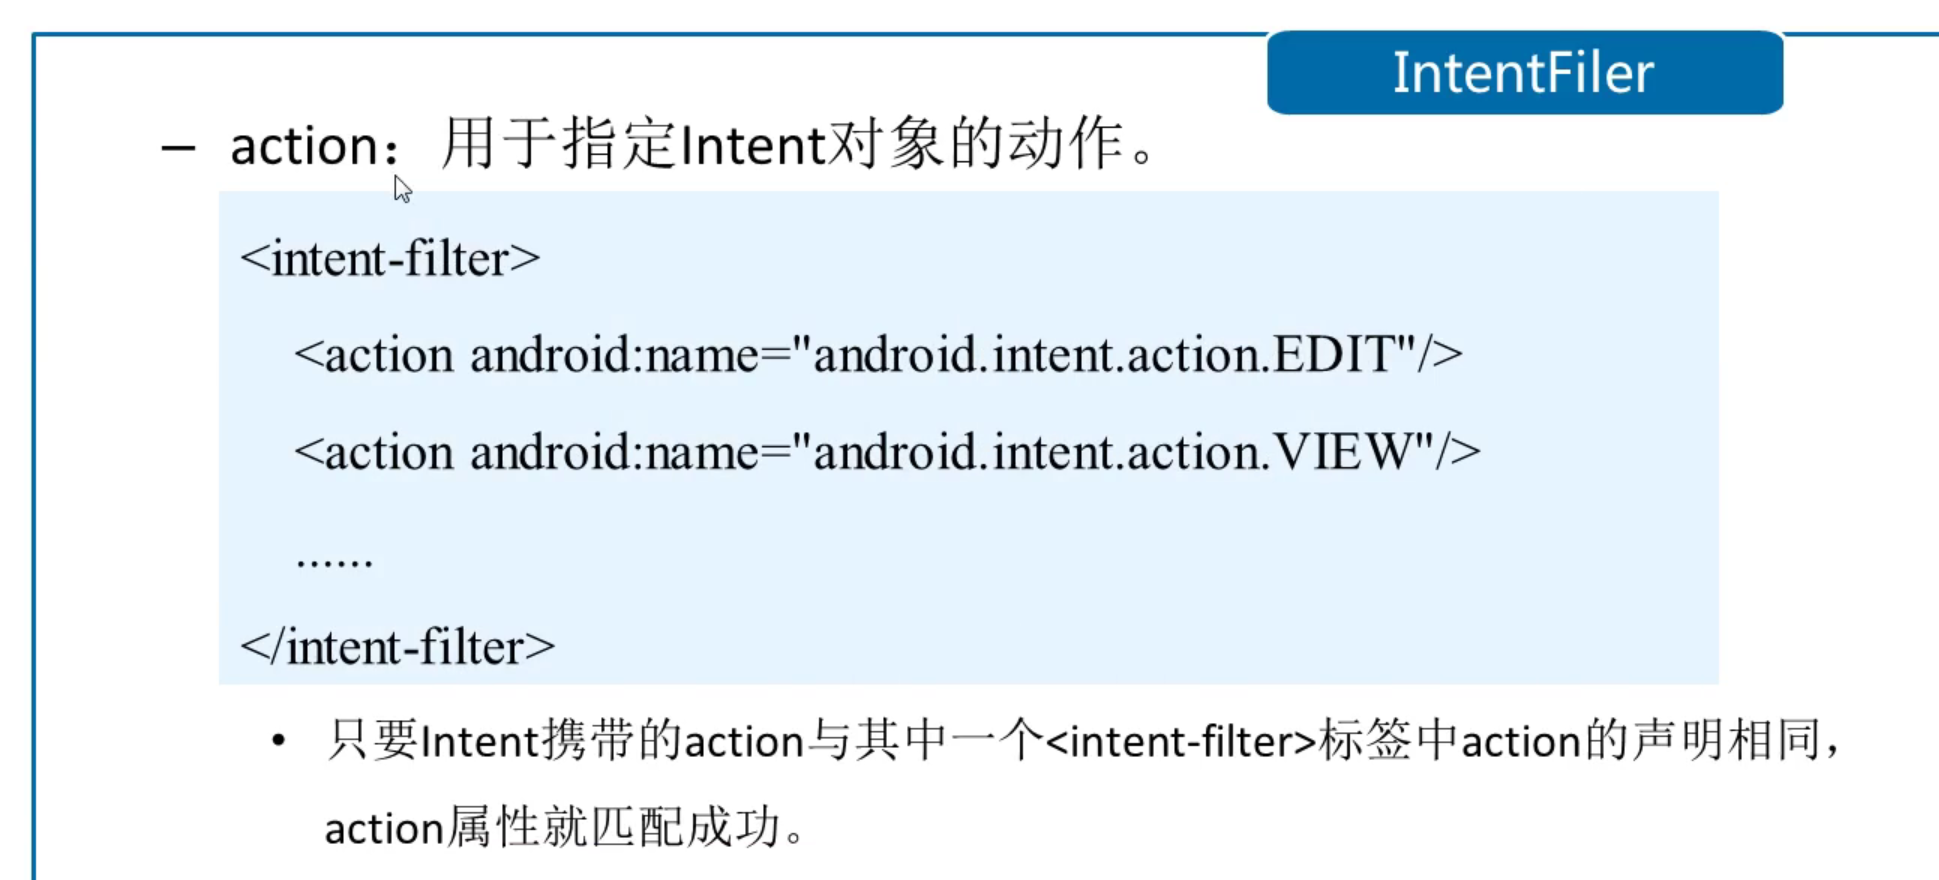 IntentFiler
– action：用于指定Intent对象的动作。
<intent-filter>
<action android:name="android.intent.action.EDIT"/>
<action android:name="android.intent.action.VIEW"/>
......
</intent-filter>
• 只要Intent携带的action与其中一个<intent-filter>标签中action的声明相同，
action属性就匹配成功。